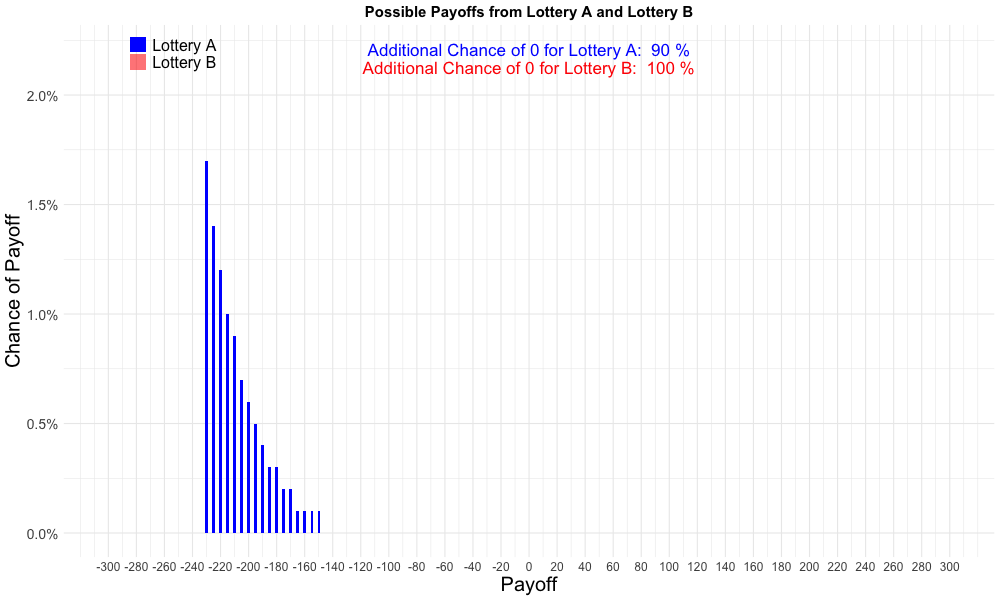 Possible Payoffs from Lottery A and Lottery B
Lottery A
Lottery B
Additional Chance of 0 for Lottery A:  90 %
Additional Chance of 0 for Lottery B:  100 %
Chance of Payoff
2.0%
1.5%
1.0%
0.5%
0.0%
-300 -280 -260 -240 -220 -200 -180 -160 -140 -120 -100 -80 -60 -40 -20 0 20 40 60 80 100 120 140 160 180 200 220 240 260 280 300
Payoff